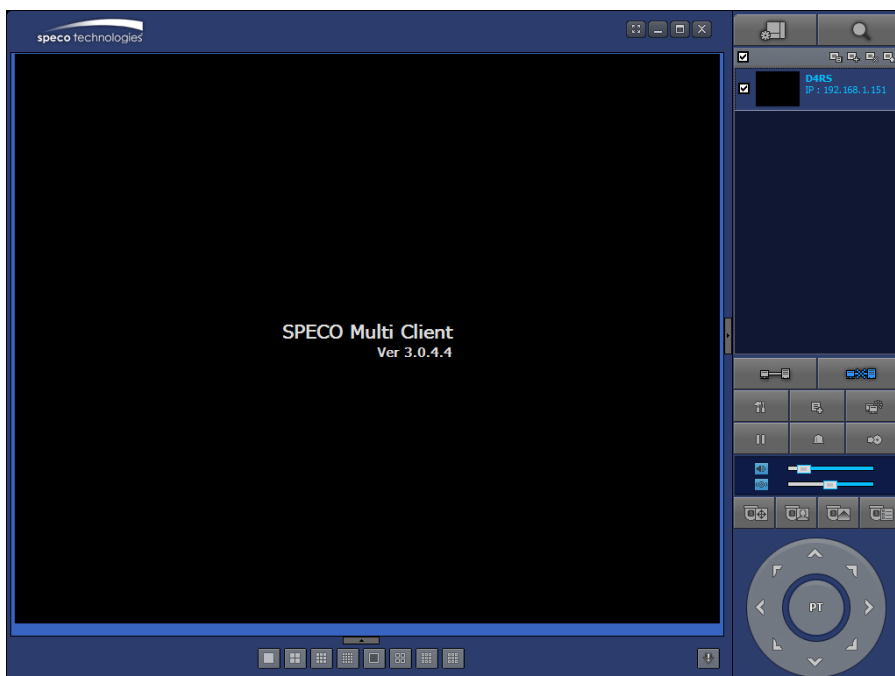 speco technologies
D4RS
IP : 192.168.1.151
SPECO Multi Client
Ver 3.0.4.4
PT